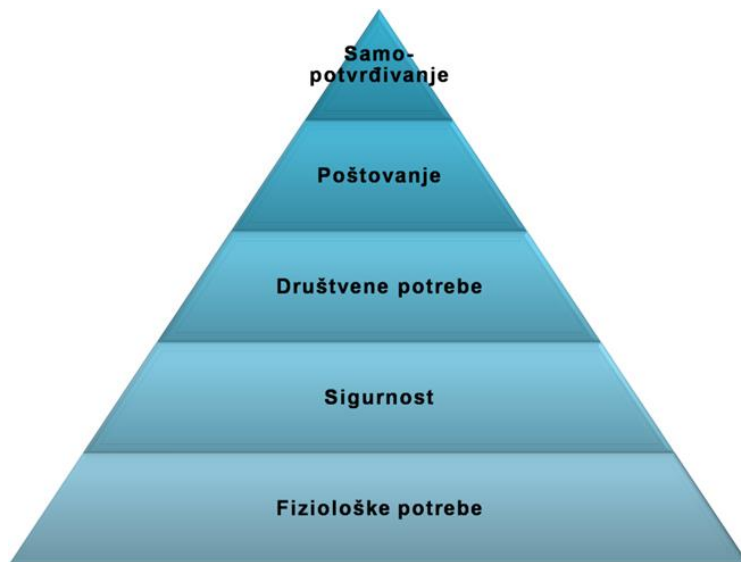 Samo-
potvrđivanje
Poštovanje
Društvene potrebe
Sigurnost
Fiziološke potrebe